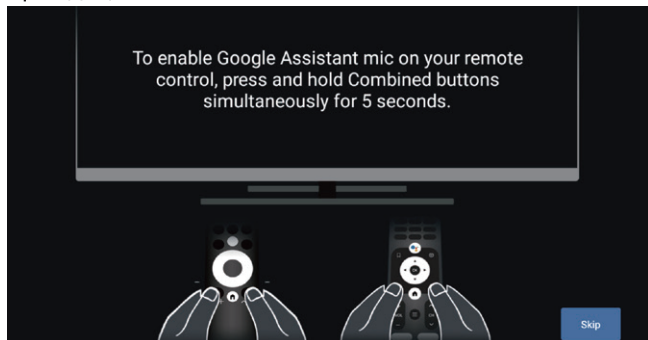 To enable Google Assistant mic on your remote
control, press and hold Combined buttons
simultaneously for 5 seconds.
OK
Skip